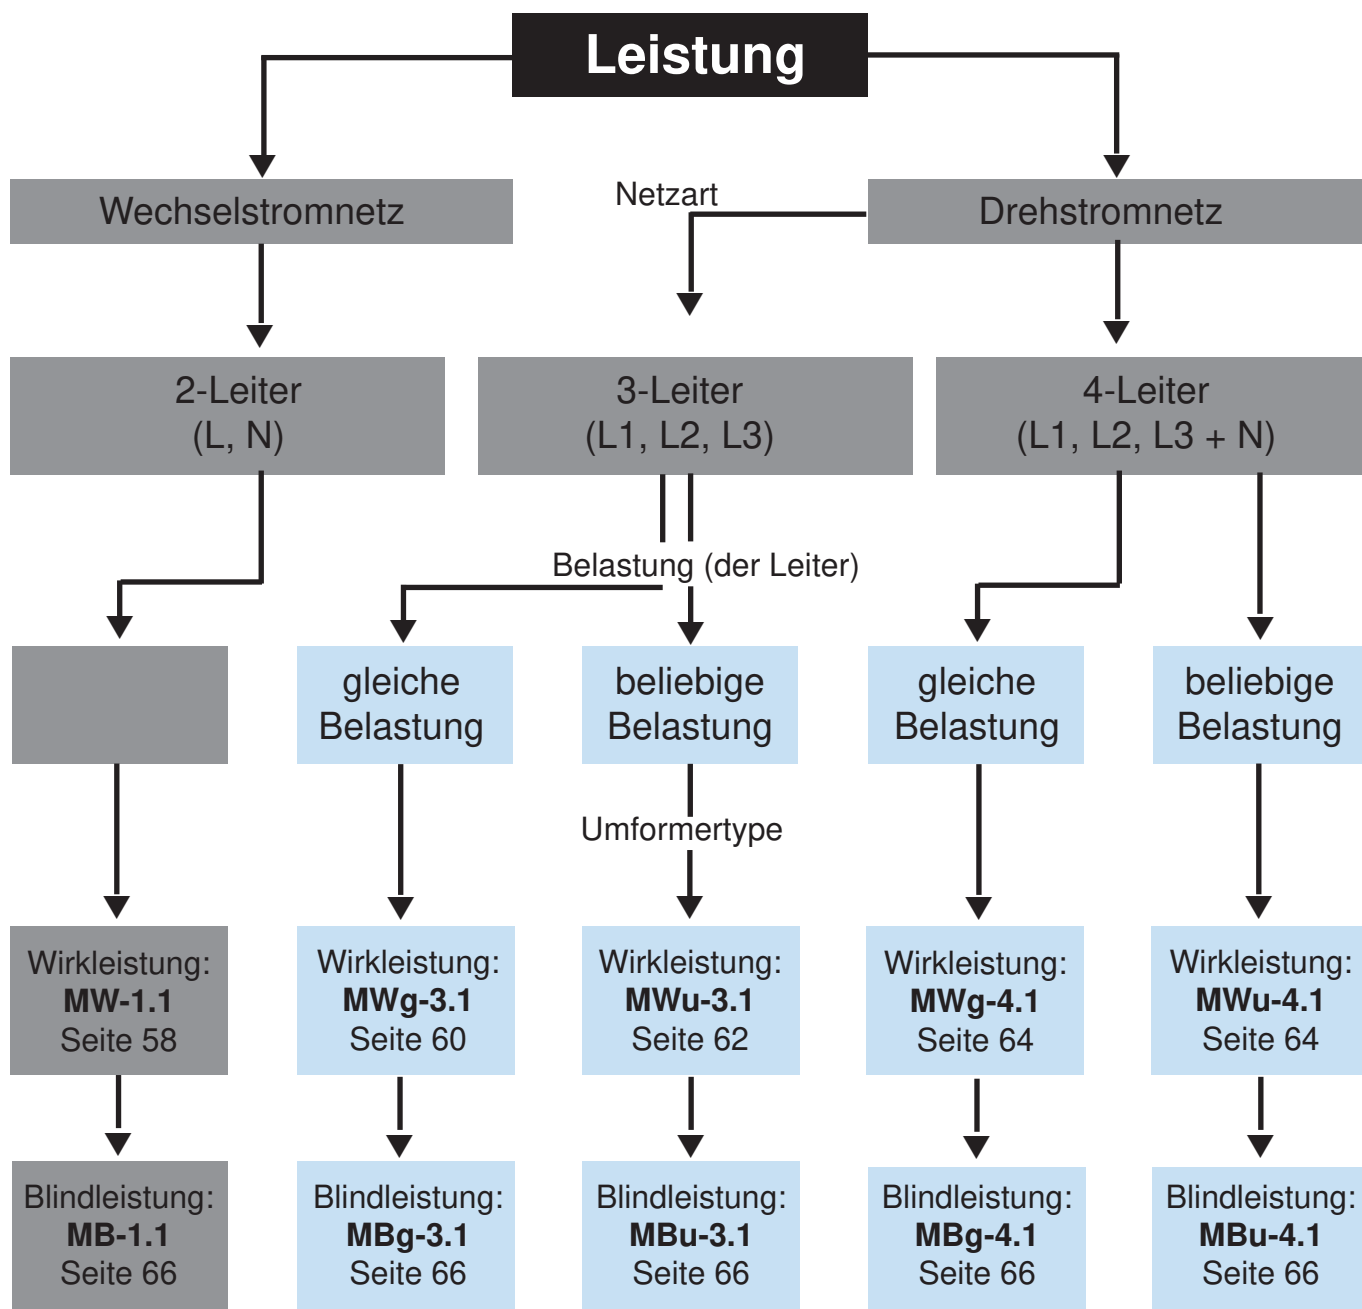 Leistung
Wechselstromnetz
Netzart
Drehstromnetz
2-Leiter
(L, N)
3-Leiter
(L1, L2, L3)
4-Leiter
(L1, L2, L3 + N)
Belastung (der Leiter)
gleiche
Belastung
beliebige
Belastung
gleiche
Belastung
beliebige
Belastung
Umformertype
Wirkleistung:
MW-1.1
Seite 58
Wirkleistung:
MWg-3.1
Seite 60
Wirkleistung:
MWu-3.1
Seite 62
Wirkleistung:
MWg-4.1
Seite 64
Wirkleistung:
MWu-4.1
Seite 64
Blindleistung:
MB-1.1
Seite 66
Blindleistung:
MBg-3.1
Seite 66
Blindleistung:
MBu-3.1
Seite 66
Blindleistung:
MBg-4.1
Seite 66
Blindleistung:
MBu-4.1
Seite 66